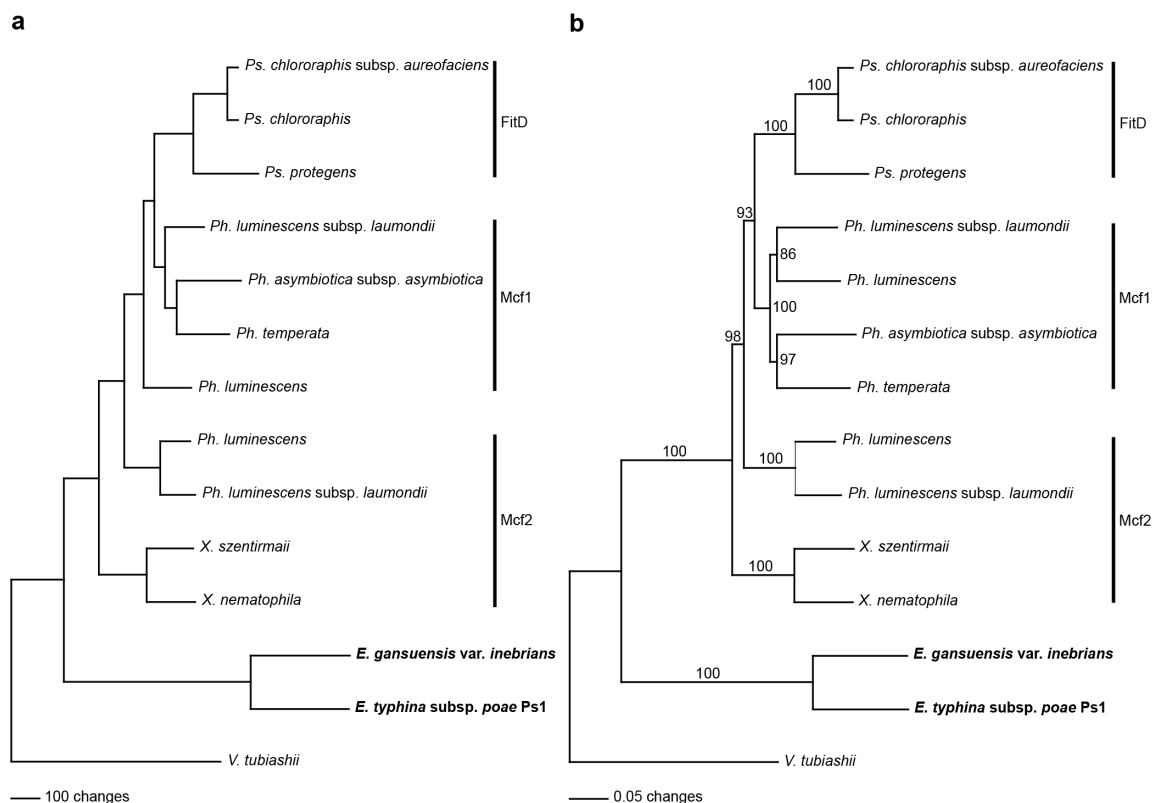 a
Ps. chlororaphis subsp. aureofaciens
Ps. chlororaphis
FitD
Ps. protegens
Ph. luminescens subsp. laumondii
Ph. asymbiotica subsp. asymbiotica
Mcf1
Ph. temperata
Ph. luminescens
Ph. luminescens
Ph. luminescens subsp. laumondii
Mcf2
X. szentirmaii
X. nematophila
E. gansuensis var. inebrians
E. typhina subsp. poae Ps1
V. tubiashii
100 changes
b
Ps. chlororaphis subsp. aureofaciens
100
Ps. chlororaphis
FitD
100
Ps. protegens
93
Ph. luminescens subsp. laumondii
86
Ph. luminescens
Mcf1
100
Ph. asymbiotica subsp. asymbiotica
98
97
Ph. temperata
Ph. luminescens
100
100
Ph. luminescens subsp. laumondii
Mcf2
X. szentirmaii
100
X. nematophila
E. gansuensis var. inebrians
100
E. typhina subsp. poae Ps1
V. tubiashii
0.05 changes